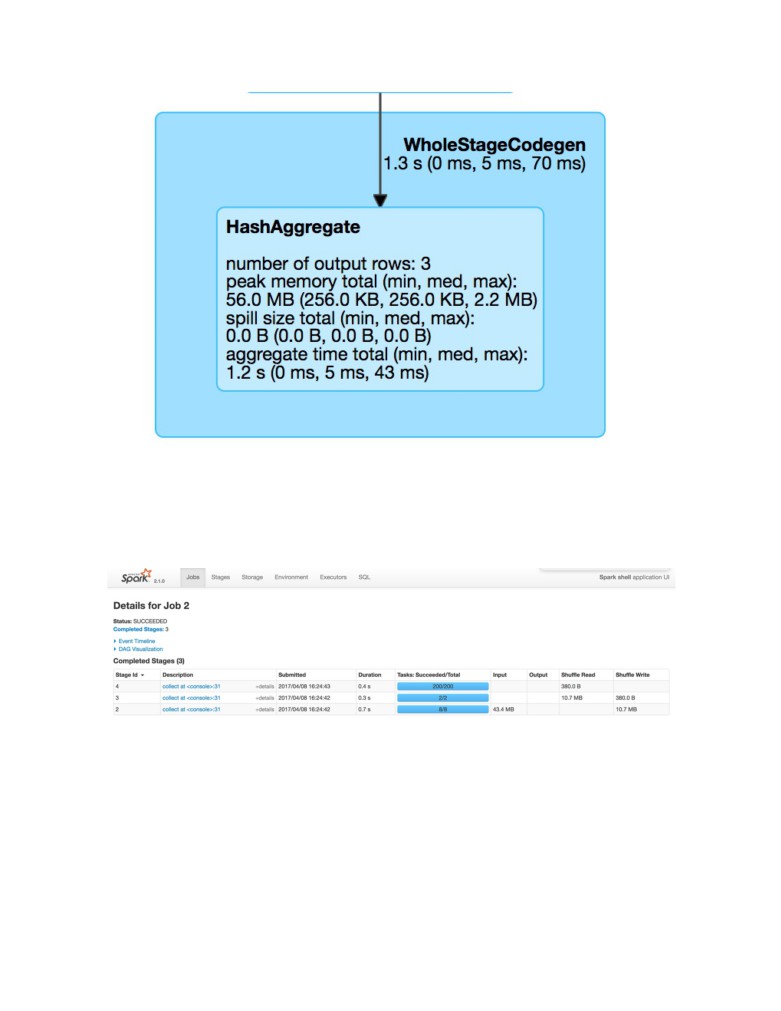 WholeStageCodegen
1.3 s (0 ms, 5 ms, 70 ms)
HashAggregate
number of output rows: 3
peak memory total (min, med, max):
56.0 MB (256.0 KB, 256.0 KB, 2.2 MB)
spill size total (min, med, max):
0.0 B (0.0 B, 0.0 B, 0.0 B)
aggregate time total (min, med, max):
1.2 s (0 ms, 5 ms, 43 ms)
Spark 2.1.0 Jobs Stages Storage Environment Executors SQL Spark shell application UI
Details for Job 2
Status: SUCCEEDED
Completed Stages: 3
Event Timeline
DAG Visualization
Completed Stages (3)
Stage Id Description Submitted Duration Tasks: Succeeded/Total Input Output Shuffle Read Shuffle Write
4 collect at <console>:31 +details 2017/04/08 16:24:43 0.4 s 200/200 380.0 B
3 collect at <console>:31 +details 2017/04/08 16:24:42 0.3 s 2/2 10.7 MB 380.0 B
2 collect at <console>:31 +details 2017/04/08 16:24:42 0.7 s 8/8 43.4 MB 10.7 MB